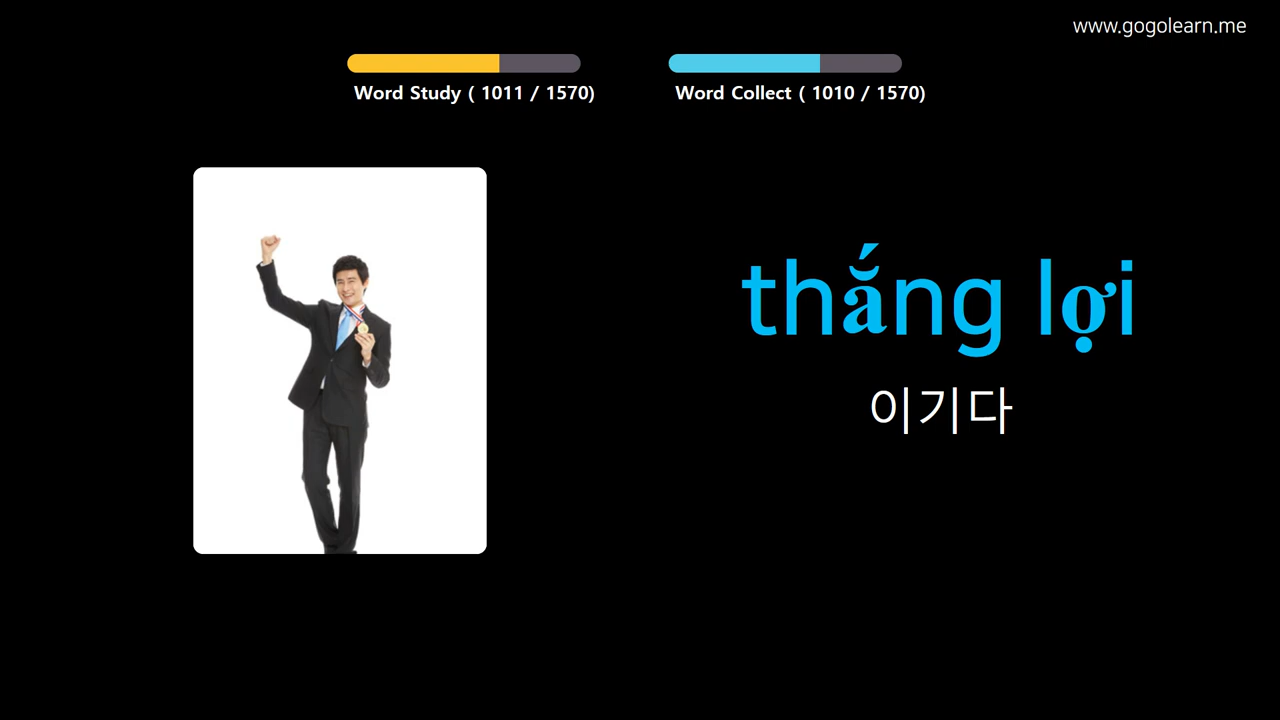 www.gogolearn.me
Word Study ( 1011 / 1570)
Word Collect ( 1010 / 1570)
thắng lợi
이기다